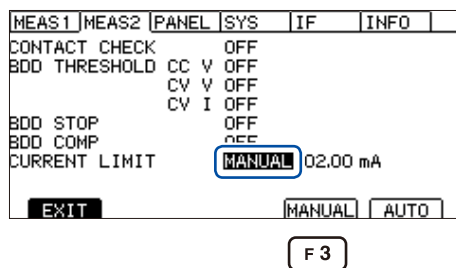 MEAS1 MEAS2 PANEL SYS IF INFO
CONTACT CHECK OFF
BDD THRESHOLD CC V OFF
CV V OFF
CV I OFF
BDD STOP OFF
BDD COMP OFF
CURRENT LIMIT MANUAL 02.00 mA
EXIT MANUAL AUTO
F 3